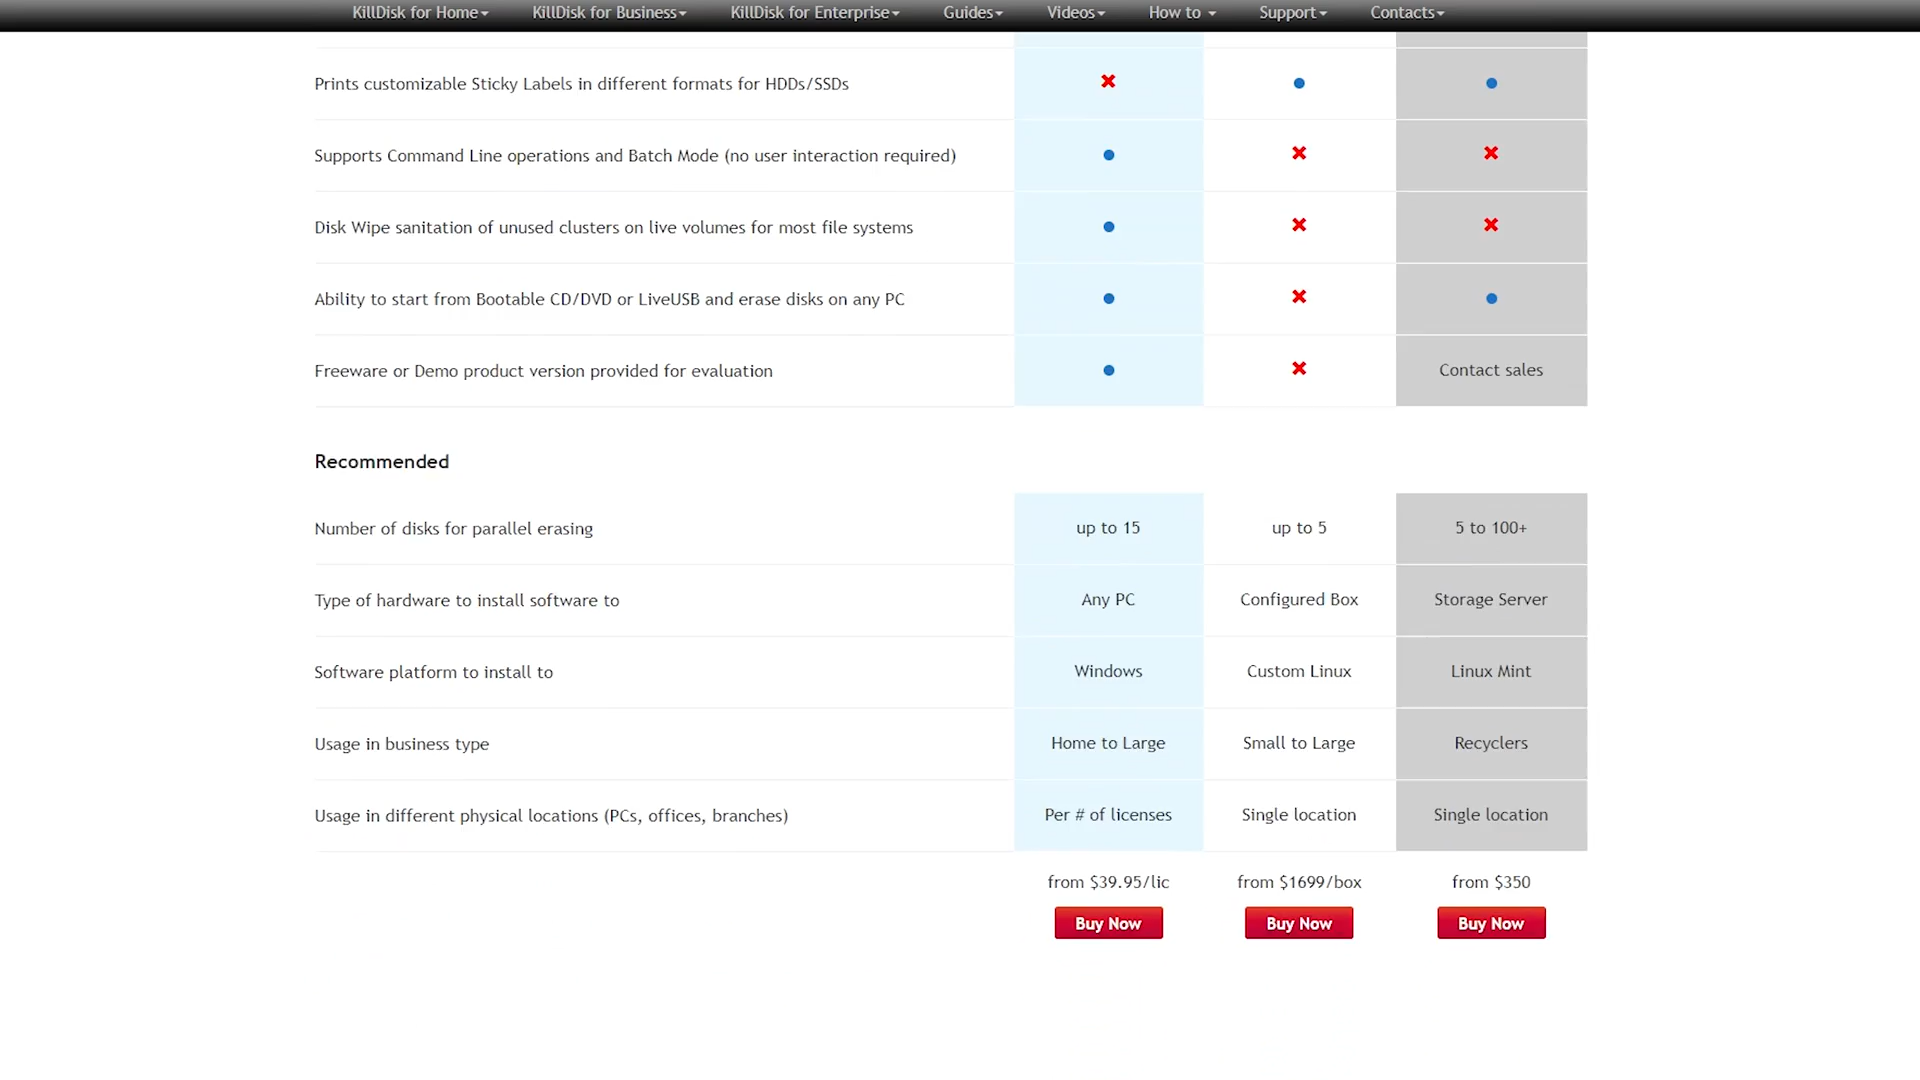 KillDisk for Home KillDisk for Business KillDisk for Enterprise Guides Videos How to Support Contacts
Prints customizable Sticky Labels in different formats for HDDs/SSDs
Supports Command Line operations and Batch Mode (no user interaction required)
Disk Wipe sanitation of unused clusters on live volumes for most file systems
Ability to start from Bootable CD/DVD or LiveUSB and erase disks on any PC
Freeware or Demo product version provided for evaluation Contact sales
Recommended
Number of disks for parallel erasing up to 15 up to 5 5 to 100+
Type of hardware to install software to Any PC Configured Box Storage Server
Software platform to install to Windows Custom Linux Linux Mint
Usage in business type Home to Large Small to Large Recyclers
Usage in different physical locations (PCs, offices, branches) Per # of licenses Single location Single location
from $39.95/lic from $1699/box from $350
Buy Now Buy Now Buy Now